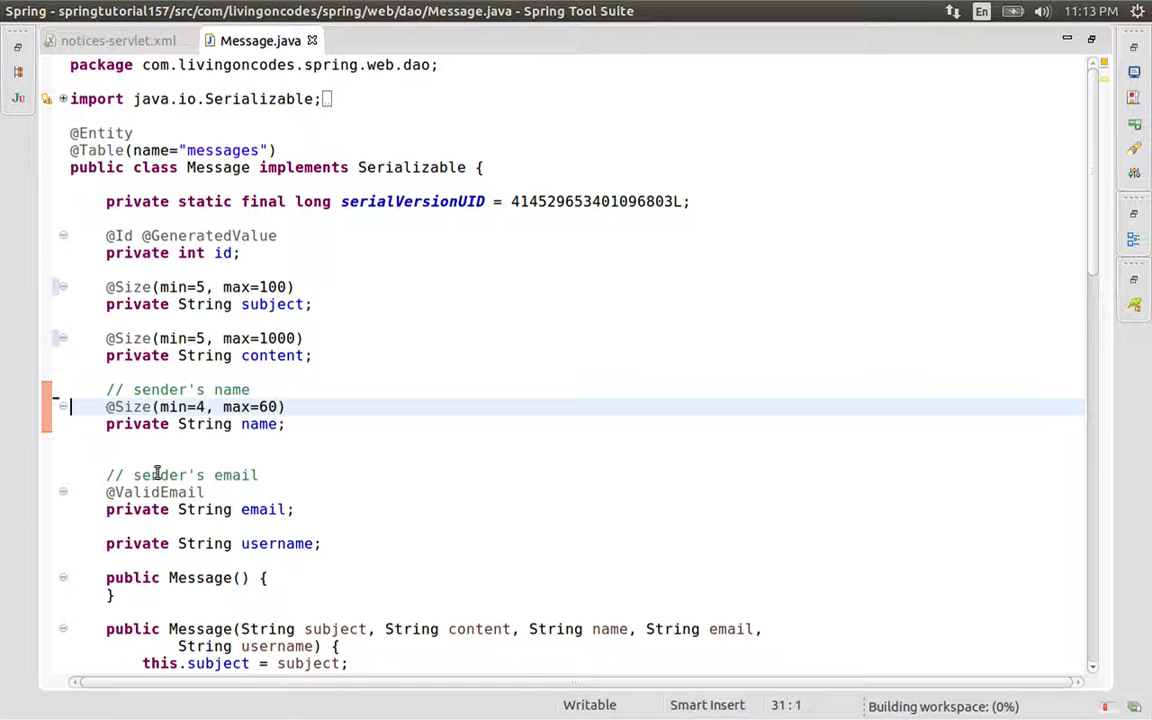 Spring - springtutorial157/src/com/livingoncodes/spring/web/dao/Message.java - Spring Tool Suite
En
11:13 PM
notices-servlet.xml
Message.java
package com.livingoncodes.spring.web.dao;
import java.io.Serializable;
@Entity
@Table(name="messages")
public class Message implements Serializable {
private static final long serialVersionUID = 414529653401096803L;
@Id @GeneratedValue
private int id;
@Size(min=5, max=100)
private String subject;
@Size(min=5, max=1000)
private String content;
// sender's name
@Size(min=4, max=60)
private String name;
// sender's email
@ValidEmail
private String email;
private String username;
public Message() {
}
public Message(String subject, String content, String name, String email,
String username) {
this.subject = subject;
Writable
Smart Insert
31 : 1
Building workspace: (0%)
Ju